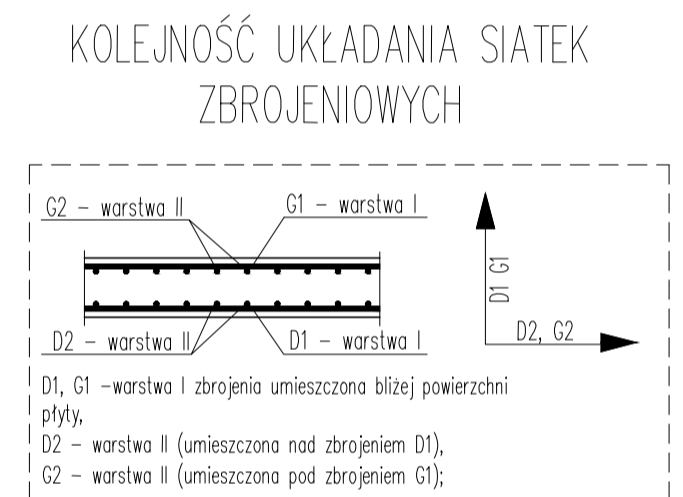 KOLEJNOŚĆ UKŁADANIA SIATEK
ZBROJENIOWYCH
G2 – warstwa II
G1 – warstwa I
D1 G1
D2, G2
D2 – warstwa II
D1 – warstwa I
D1, G1 –warstwa I zbrojenia umieszczona bliżej powierzchni
płyty,
D2 – warstwa II (umieszczona nad zbrojeniem D1),
G2 – warstwa II (umieszczona pod zbrojeniem G1);